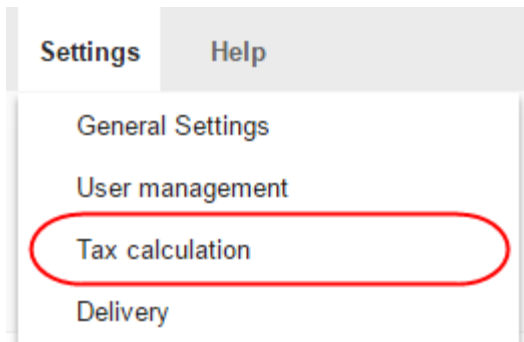 Settings Help
General Settings
User management
Tax calculation
Delivery